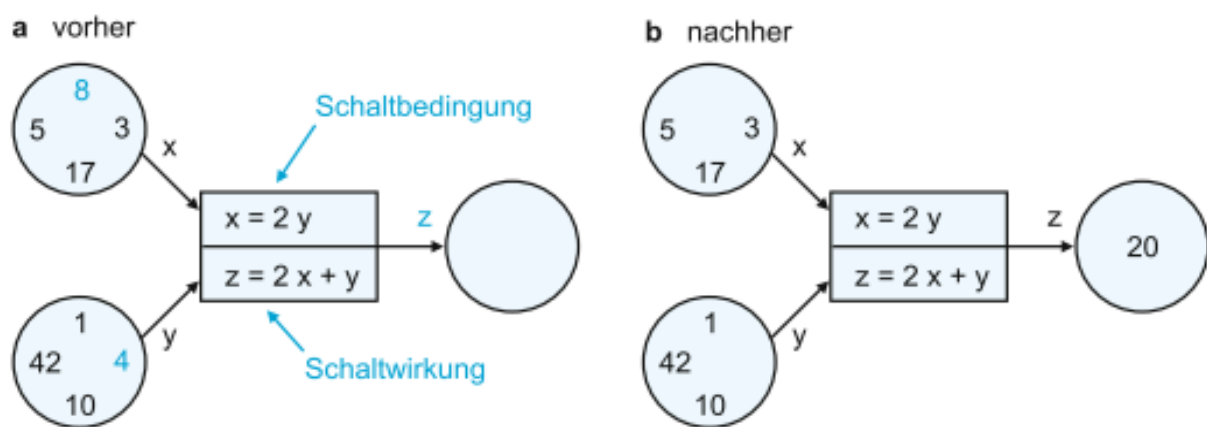 a vorher
8
5 3
17
x
Schaltbedingung
x = 2 y
z = 2 x + y
z
y
1
42 4
10
Schaltwirkung
b nachher
5 3
17
x
x = 2 y
z = 2 x + y
z
20
y
1
42
10